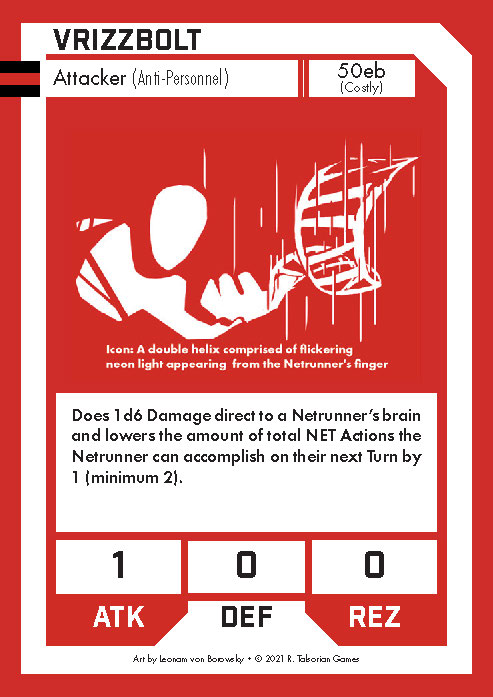 VRIZZBOLT
Attacker (Anti-Personnel)
50eb
(Costly)
Icon: A double helix comprised of flickering
neon light appearing from the Netrunner's finger
Does 1d6 Damage direct to a Netrunner's brain
and lowers the amount of total NET Actions the
Netrunner can accomplish on their next Turn by
1 (minimum 2).
1 0 0
ATK DEF REZ
Art by Leonam von Borowsky • © 2021 R. Talsorian Games